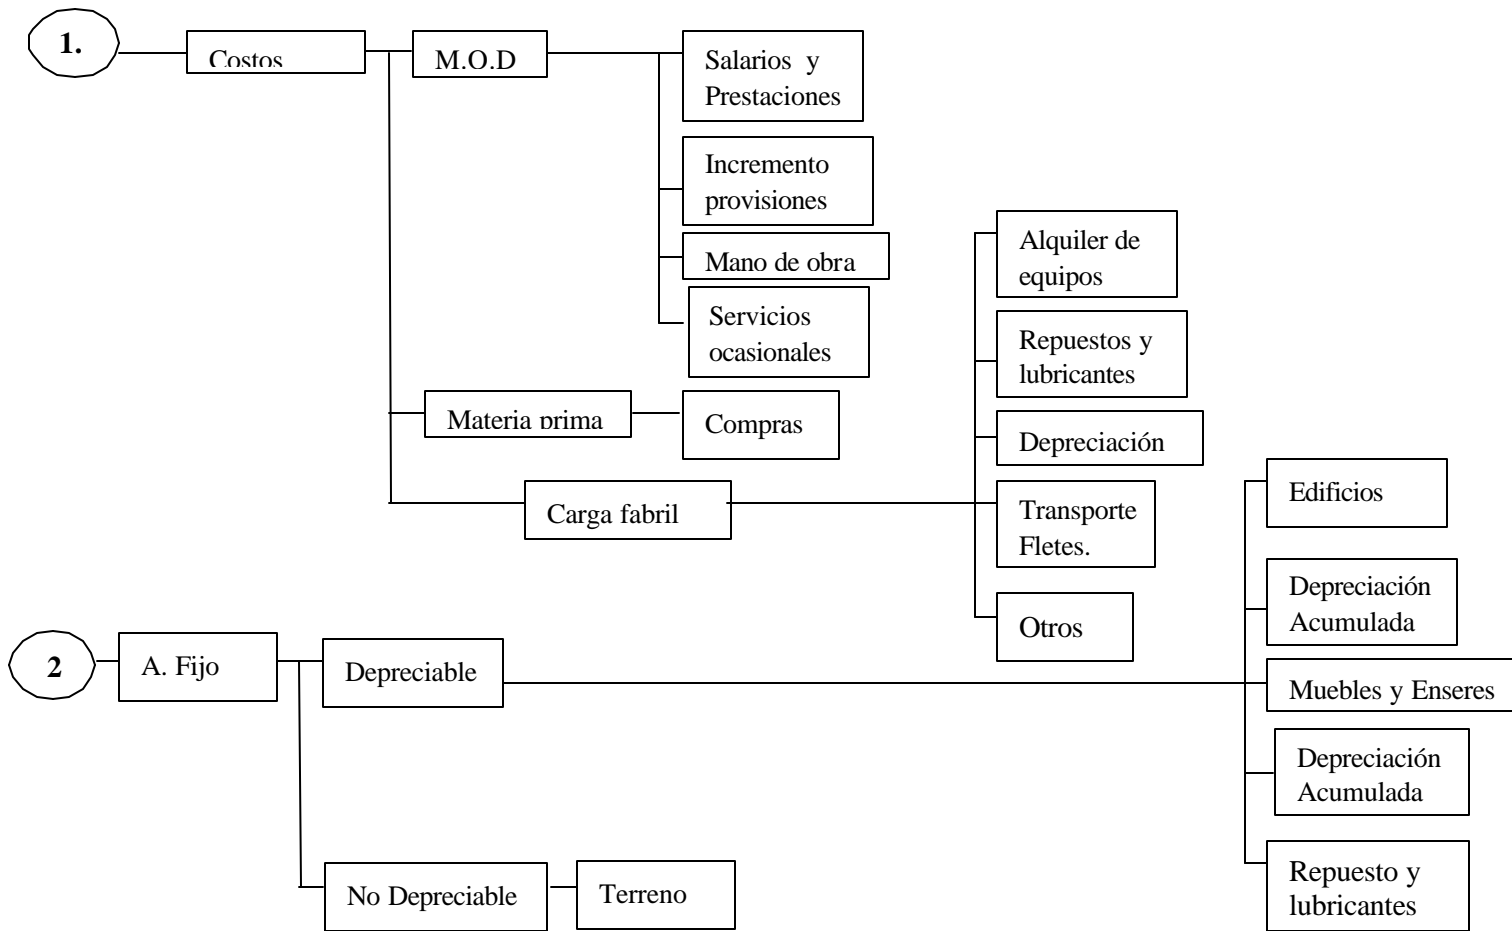 1.
Costos
M.O.D
Salarios y
Prestaciones
Incremento
provisiones
Mano de obra
Servicios
ocasionales
Materia prima
Compras
Carga fabril
Alquiler de
equipos
Repuestos y
lubricantes
Depreciación
Transporte
Fletes.
Otros
2
A. Fijo
Depreciable
Edificios
Depreciación
Acumulada
Muebles y Enseres
Depreciación
Acumulada
Repuesto y
lubricantes
No Depreciable
Terreno